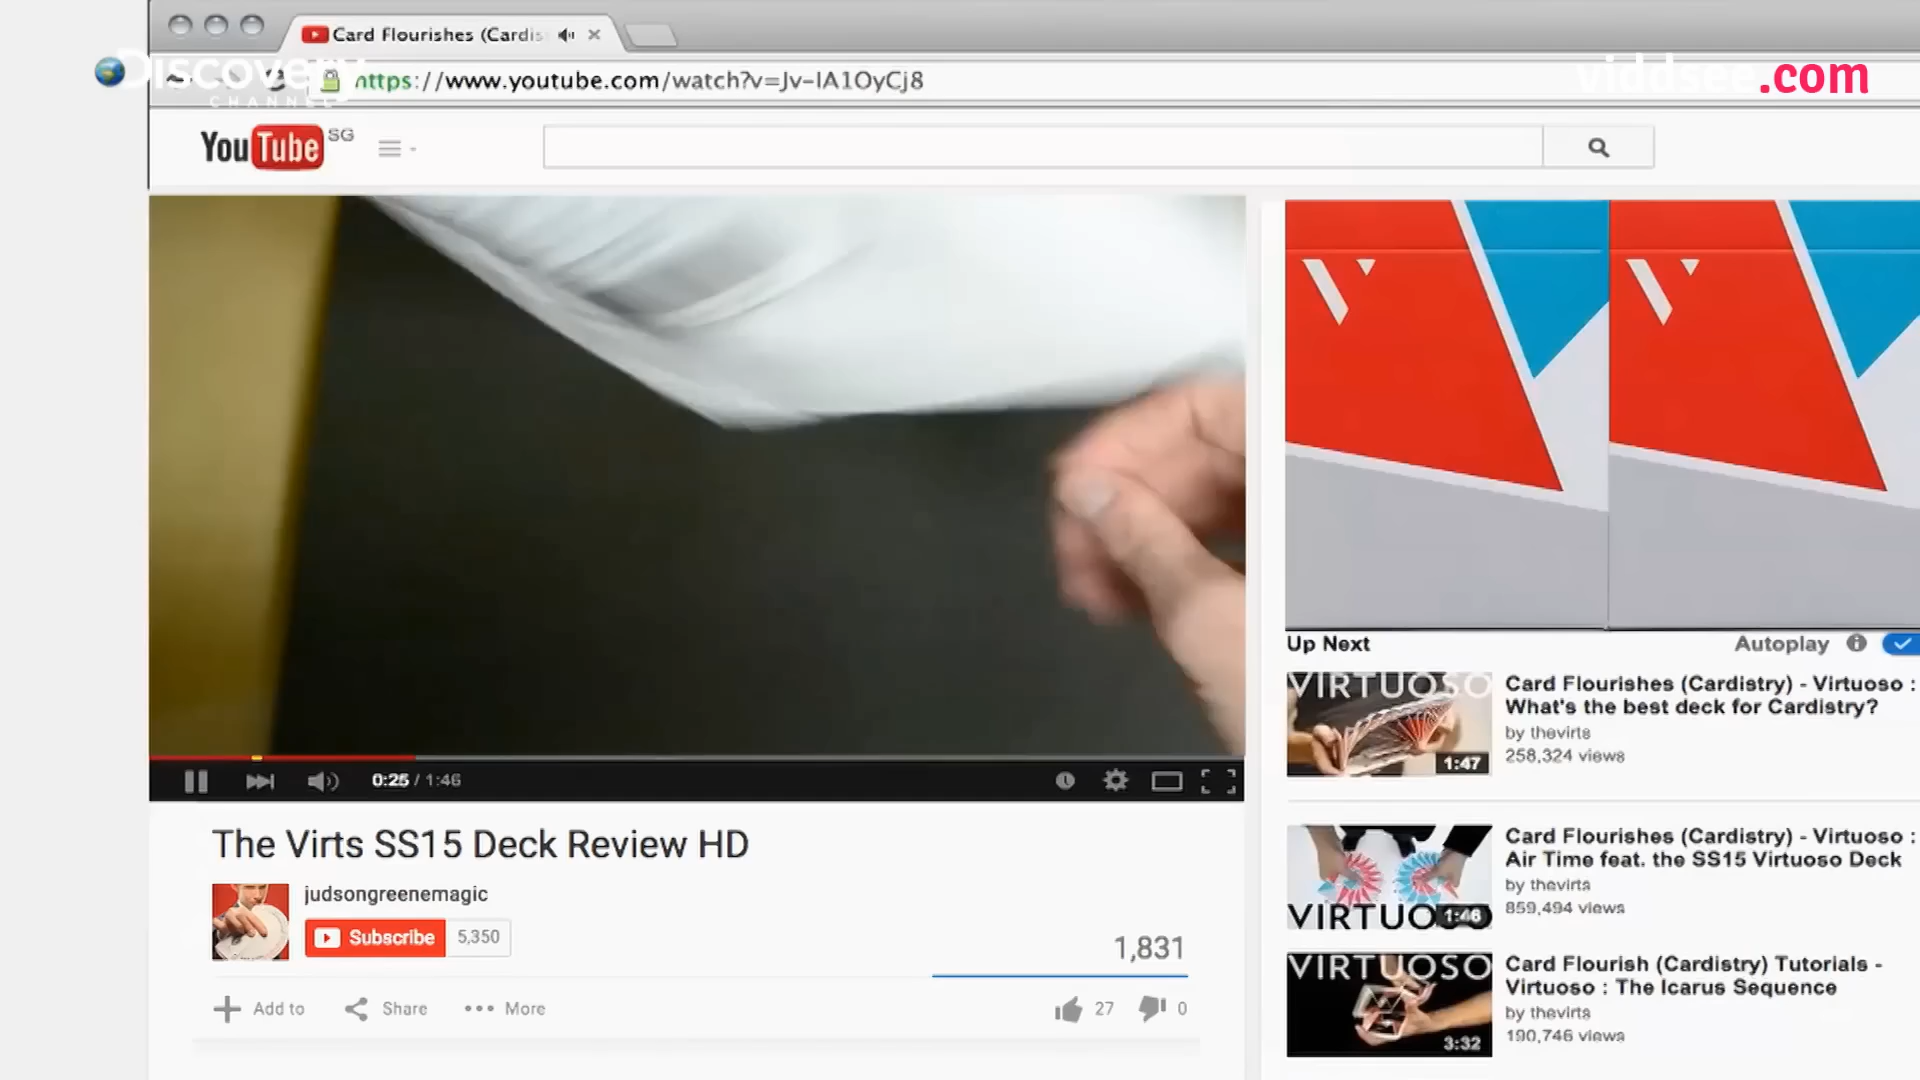 Card Flourishes (Cardis
Discovery
CHANNEL
https://www.youtube.com/watch?v=Jv-IA1OyCj8
viddsee.com
YouTube SG
Up Next
Autoplay
VIRTUOSO
1:47
Card Flourishes (Cardistry) - Virtuoso :
What's the best deck for Cardistry?
by thevirts
258,324 views
0:25 / 1:46
The Virts SS15 Deck Review HD
judsongreenemagic
Subscribe 5,350
1,831
Add to Share More
27 0
VIRTUO
1:46
Card Flourishes (Cardistry) - Virtuoso :
Air Time feat. the SS15 Virtuoso Deck
by thevirts
859,494 views
VIRTUOSO
3:32
Card Flourish (Cardistry) Tutorials -
Virtuoso : The Icarus Sequence
by thevirts
190,746 views